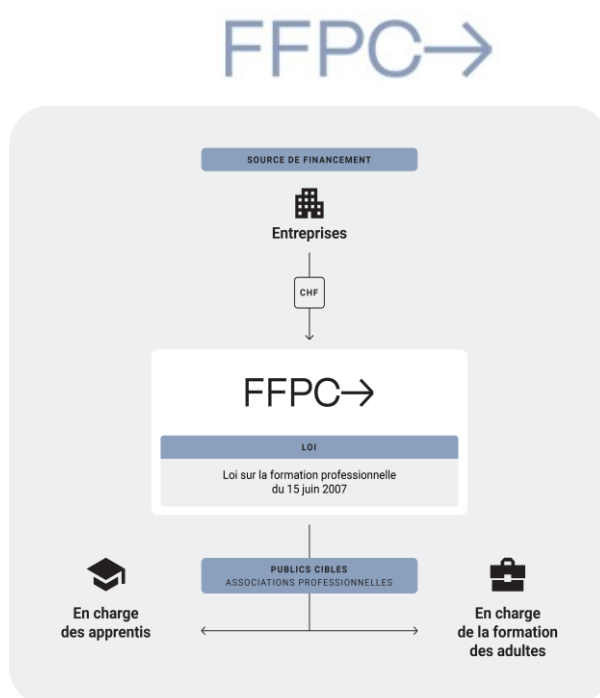 FFPC→
SOURCE DE FINANCEMENT
Entreprises
CHF
FFPC→
LOI
Loi sur la formation professionnelle
du 15 juin 2007
PUBLICS CIBLES
ASSOCIATIONS PROFESSIONNELLES
En charge
des apprentis
En charge
de la formation
des adultes